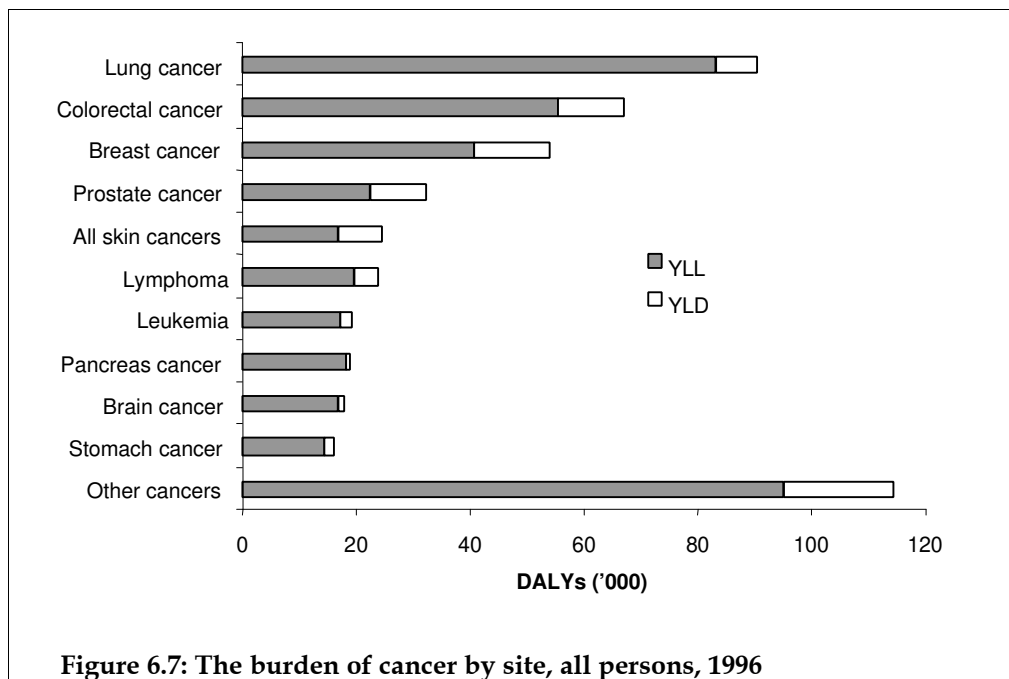 Lung cancer
Colorectal cancer
Breast cancer
Prostate cancer
All skin cancers
Lymphoma
Leukemia
Pancreas cancer
Brain cancer
Stomach cancer
Other cancers
YLL
YLD
0 20 40 60 80 100 120
DALYs ('000)
Figure 6.7: The burden of cancer by site, all persons, 1996